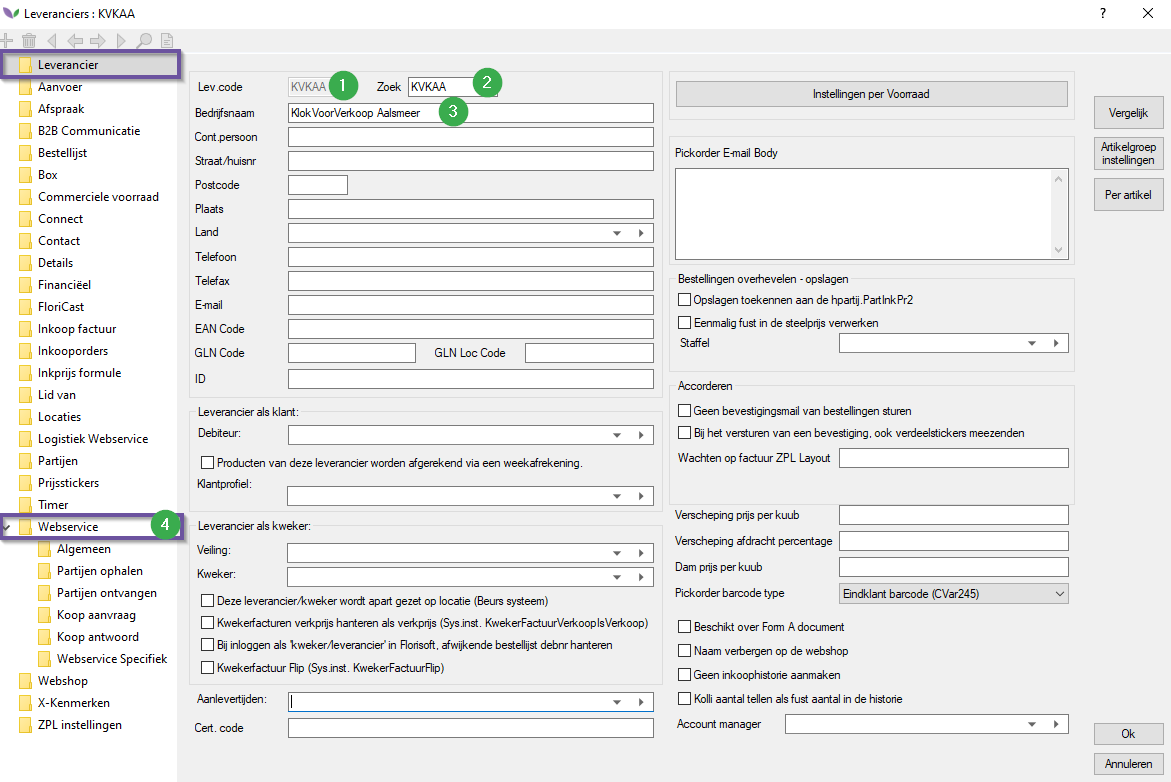 Leveranciers : KVKAA
?
Leverancier
Aanvoer
Afspraak
B2B Communicatie
Bestellijst
Box
Commerciele voorraad
Connect
Contact
Details
Financiëel
FloriCast
Inkoop factuur
Inkooporders
Inkprijs formule
Lid van
Locaties
Logistiek Webservice
Partijen
Prijsstickers
Timer
Webservice 4
Algemeen
Partijen ophalen
Partijen ontvangen
Koop aanvraag
Koop antwoord
Webservice Specifiek
Webshop
X-Kenmerken
ZPL instellingen
Lev.code KVKAA 1 Zoek KVKAA 2
Bedrijfsnaam KlokVoorVerkoop Aalsmeer 3
Cont.persoon
Straat/huisnr
Postcode
Plaats
Land
Telefoon
Telefax
E-mail
EAN Code
GLN Code GLN Loc Code
ID
Leverancier als klant:
Debiteur:
Producten van deze leverancier worden afgerekend via een weekafrekening.
Klantprofiel:
Leverancier als kweker:
Veiling:
Kweker:
Deze leverancier/kweker wordt apart gezet op locatie (Beurs systeem)
Kwekerfacturen verkprijs hanteren als verkprijs (Sys.inst. KwekerFactuurVerkoopIsVerkoop)
Bij inloggen als 'kweker/leverancier' in Florisoft, afwijkende bestellijst debnr hanteren
Kwekerfactuur Flip (Sys.inst. KwekerFactuurFlip)
Aanlevertijden:
Cert. code
Instellingen per Voorraad
Pickorder E-mail Body
Bestellingen overhevelen - opslagen
Opslagen toekennen aan de hpartij.PartInkPr2
Eenmalig fust in de steelprijs verwerken
Staffel
Accorderen
Geen bevestigingsmail van bestellingen sturen
Bij het versturen van een bevestiging, ook verdeelstickers meezenden
Wachten op factuur ZPL Layout
Verscheping prijs per kuub
Verscheping afdracht percentage
Dam prijs per kuub
Pickorder barcode type Eindklant barcode (CVar245)
Beschikt over Form A document
Naam verbergen op de webshop
Geen inkoophistorie aanmaken
Kolli aantal tellen als fust aantal in de historie
Account manager
Vergelijk
Artikelgroep
instellingen
Per artikel
Ok
Annuleren